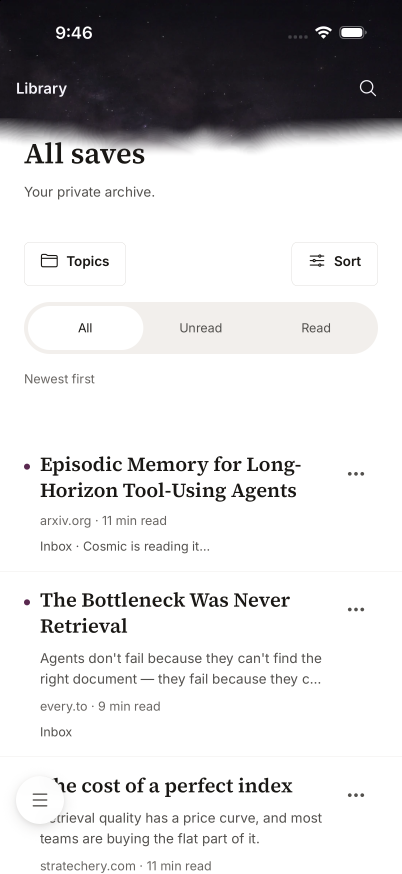 9:46
Library
All saves
Your private archive.
Topics
Sort
All
Unread
Read
Newest first
Episodic Memory for Long-
Horizon Tool-Using Agents
arxiv.org · 11 min read
Inbox · Cosmic is reading it...
The Bottleneck Was Never
Retrieval
Agents don't fail because they can't find the
right document — they fail because they c...
every.to · 9 min read
Inbox
The cost of a perfect index
Retrieval quality has a price curve, and most
teams are buying the flat part of it.
stratechery.com · 11 min read